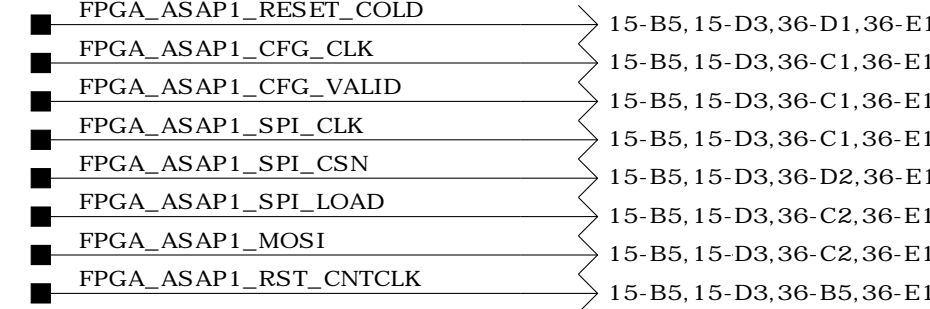 FPGA_ASAP1_RESET_COLD
15-B5,15-D3,36-D1,36-E1
FPGA_ASAP1_CFG_CLK
15-B5,15-D3,36-C1,36-E1
FPGA_ASAP1_CFG_VALID
15-B5,15-D3,36-C1,36-E1
FPGA_ASAP1_SPI_CLK
15-B5,15-D3,36-C1,36-E1
FPGA_ASAP1_SPI_CSN
15-B5,15-D3,36-D2,36-E1
FPGA_ASAP1_SPI_LOAD
15-B5,15-D3,36-C2,36-E1
FPGA_ASAP1_MOSI
15-B5,15-D3,36-C2,36-E1
FPGA_ASAP1_RST_CNTCLK
15-B5,15-D3,36-B5,36-E1